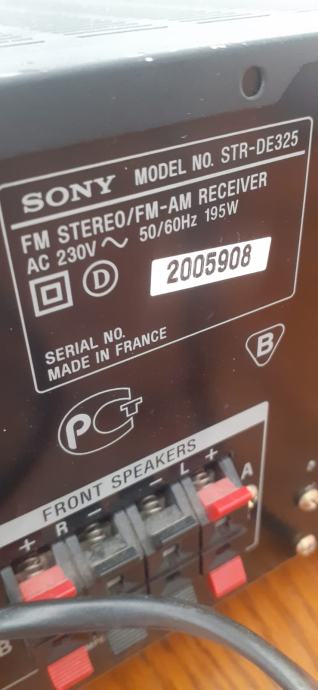 SONY MODEL NO. STR-DE325
FM STEREO/FM-AM RECEIVER
AC 230V ~ 50/60Hz 195W
D
2005908
SERIAL NO.
MADE IN FRANCE
B
PCT
FRONT SPEAKERS
+ R - - L + A
B